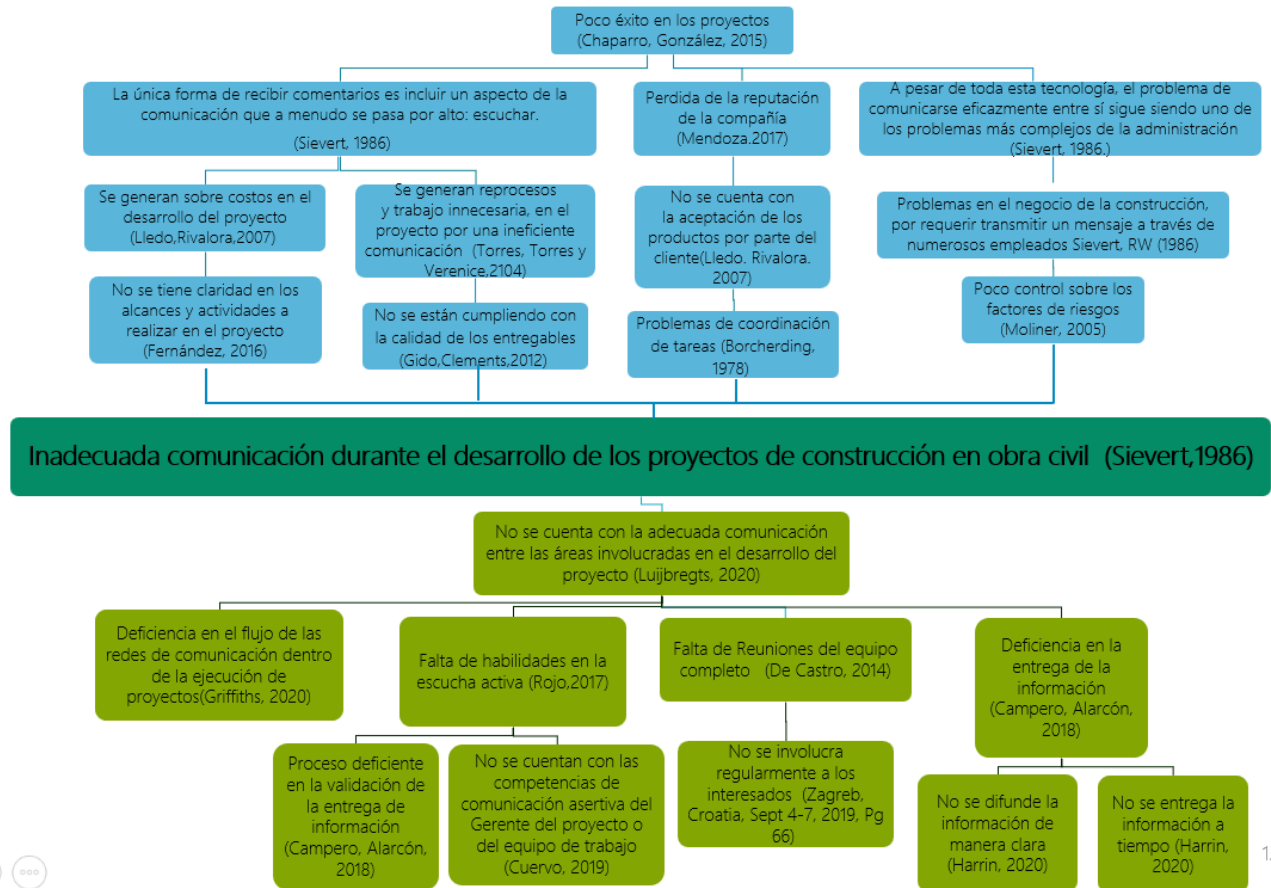 Poco éxito en los proyectos
(Chaparro, González, 2015)
La única forma de recibir comentarios es incluir un aspecto de la
comunicación que a menudo se pasa por alto: escuchar.
(Sievert, 1986)
Perdida de la reputación
de la compañía
(Mendoza.2017)
A pesar de toda esta tecnología, el problema de
comunicarse eficazmente entre sí sigue siendo uno de
los problemas más complejos de la administración
(Sievert, 1986.)
Se generan sobre costos en el
desarrollo del proyecto
(Lledo,Rivalora,2007)
Se generan reprocesos
y trabajo innecesaria, en el
proyecto por una ineficiente
comunicación (Torres, Torres y
Verenice,2104)
No se cuenta con
la aceptación de los
productos por parte del
cliente(Lledo. Rivalora.
2007)
Problemas en el negocio de la construcción,
por requerir transmitir un mensaje a través de
numerosos empleados Sievert, RW (1986)
No se tiene claridad en los
alcances y actividades a
realizar en el proyecto
(Fernández, 2016)
No se están cumpliendo con
la calidad de los entregables
(Gido,Clements,2012)
Problemas de coordinación
de tareas (Borcherding,
1978)
Poco control sobre los
factores de riesgos
(Moliner, 2005)
Inadecuada comunicación durante el desarrollo de los proyectos de construcción en obra civil (Sievert,1986)
No se cuenta con la adecuada comunicación
entre las áreas involucradas en el desarrollo del
proyecto (Luijbregts, 2020)
Deficiencia en el flujo de las
redes de comunicación dentro
de la ejecución de
proyectos(Griffiths, 2020)
Falta de habilidades en la
escucha activa (Rojo,2017)
Falta de Reuniones del equipo
completo (De Castro, 2014)
Deficiencia en la
entrega de la
información
(Campero, Alarcón,
2018)
Proceso deficiente
en la validación de
la entrega de
información
(Campero, Alarcón,
2018)
No se cuentan con las
competencias de
comunicación asertiva del
Gerente del proyecto o
del equipo de trabajo
(Cuervo, 2019)
No se involucra
regularmente a los
interesados (Zagreb,
Croatia, Sept 4-7, 2019, Pg
66)
No se difunde la
información de
manera clara
(Harrin, 2020)
No se entrega la
información a
tiempo (Harrin,
2020)